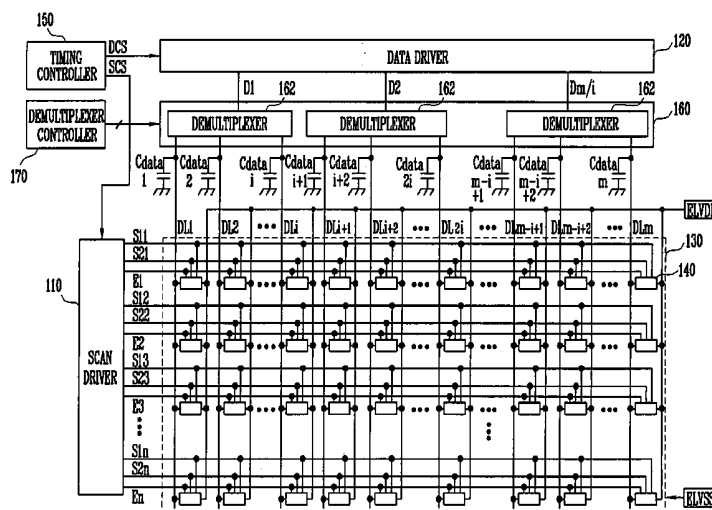 150
TIMING
CONTROLLER
DCS
SCS
DATA DRIVER
120
D1
D2
Dm/i
162
162
162
DEMULTIPLEXER
CONTROLLER
170
DEMULTIPLEXER
DEMULTIPLEXER
DEMULTIPLEXER
160
Cdata
1
Cdata
2
Cdata
i
Cdata
i+1
Cdata
i+2
Cdata
2i
Cdata
m-i
+1
Cdata
m-i
+2
Cdata
m
ELVD
DL1
DL2
DLi
DLi+1
DLi+2
DL2i
DLm-i+1
DLm-i+2
DLm
130
140
110
SCAN
DRIVER
S11
S21
E1
S12
S22
E2
S13
S23
E3
S1n
S2n
En
ELVSS